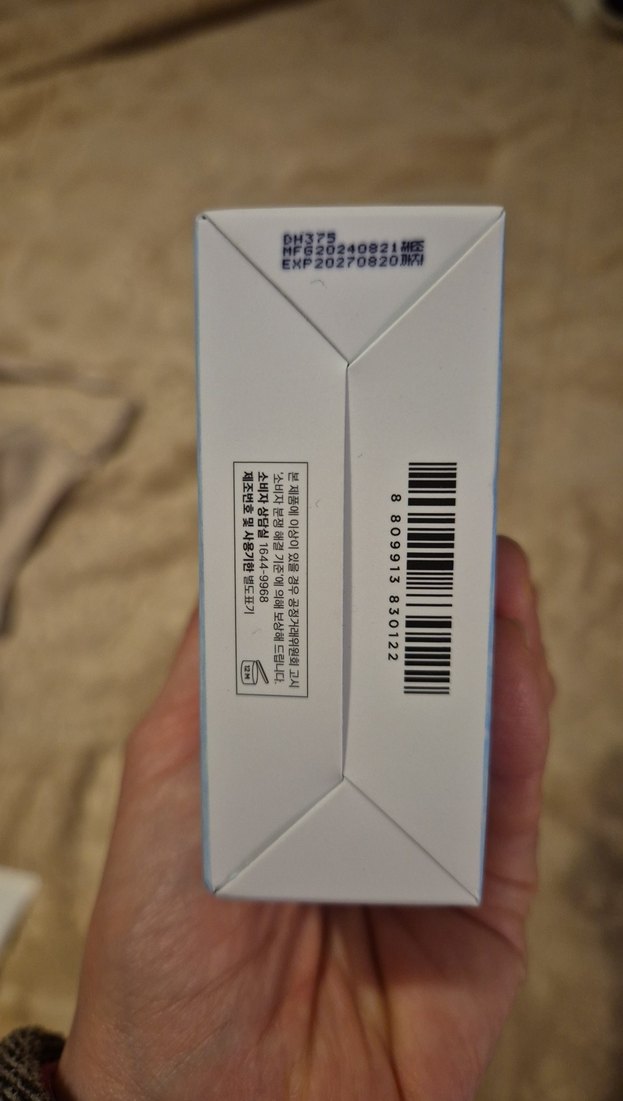 DH375
MFG20240821제조
EXP20270820까지
본 제품에 이상이 있을 경우 공정거래위원회 고시
'소비자 분쟁 해결 기준'에 의해 보상해 드립니다.
소비자 상담실 1644-9968
제조번호 및 사용기한 별도표기
12M
8 809913 830122